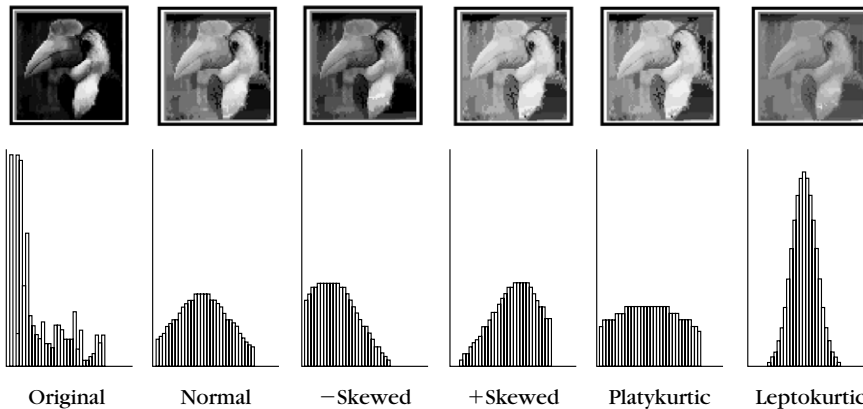 Original
Normal
−Skewed
+Skewed
Platykurtic
Leptokurtic